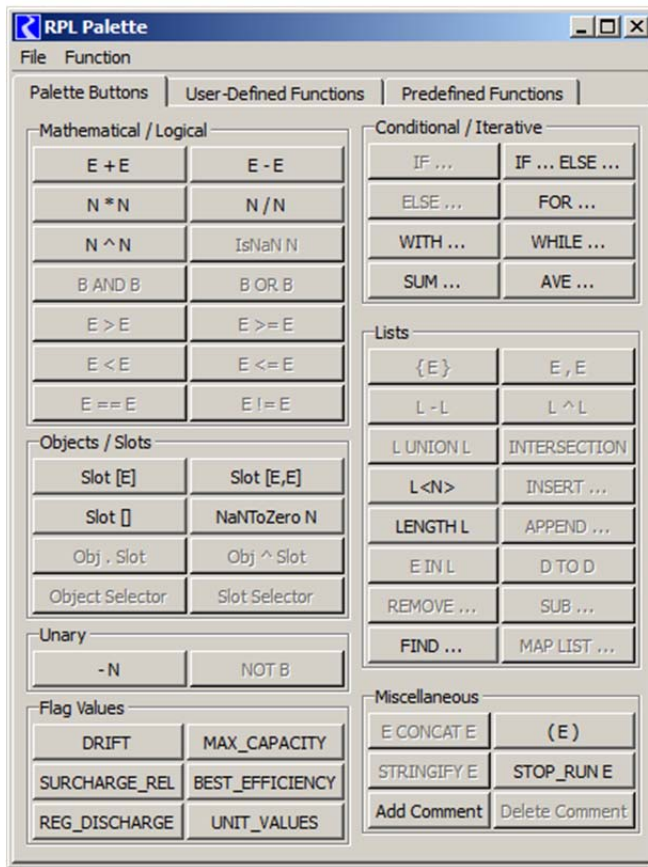 RPL Palette
File Function
Palette Buttons User-Defined Functions Predefined Functions
Mathematical / Logical
E + E E - E
N * N N / N
N ^ N IsNaN N
B AND B B OR B
E > E E >= E
E < E E <= E
E == E E != E
Objects / Slots
Slot [E] Slot [E,E]
Slot [] NaNToZero N
Obj . Slot Obj ^ Slot
Object Selector Slot Selector
Unary
- N NOT B
Flag Values
DRIFT MAX_CAPACITY
SURCHARGE_REL BEST_EFFICIENCY
REG_DISCHARGE UNIT_VALUES
Conditional / Iterative
IF ... IF ... ELSE ...
ELSE ... FOR ...
WITH ... WHILE ...
SUM ... AVE ...
Lists
{E} E , E
L - L L ^ L
L UNION L INTERSECTION
L<N> INSERT ...
LENGTH L APPEND ...
E IN L D TO D
REMOVE ... SUB ...
FIND ... MAP LIST ...
Miscellaneous
E CONCAT E (E)
STRINGIFY E STOP_RUN E
Add Comment Delete Comment